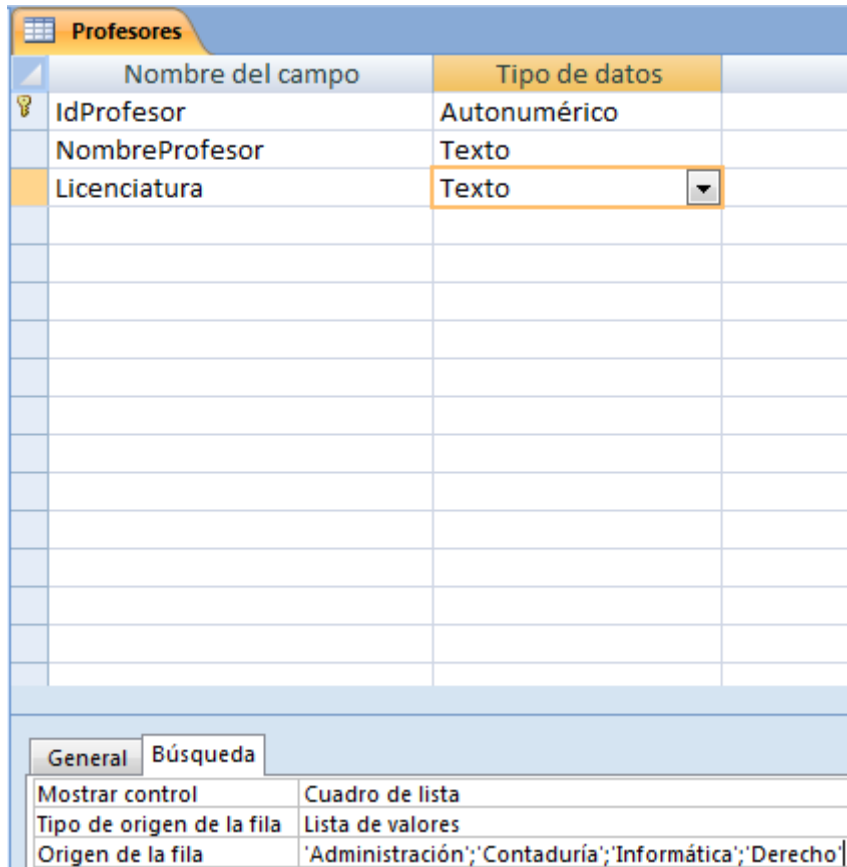 Profesores
Nombre del campo Tipo de datos
IdProfesor Autonumérico
NombreProfesor Texto
Licenciatura Texto
General Búsqueda
Mostrar control Cuadro de lista
Tipo de origen de la fila Lista de valores
Origen de la fila 'Administración';'Contaduría';'Informática';'Derecho'